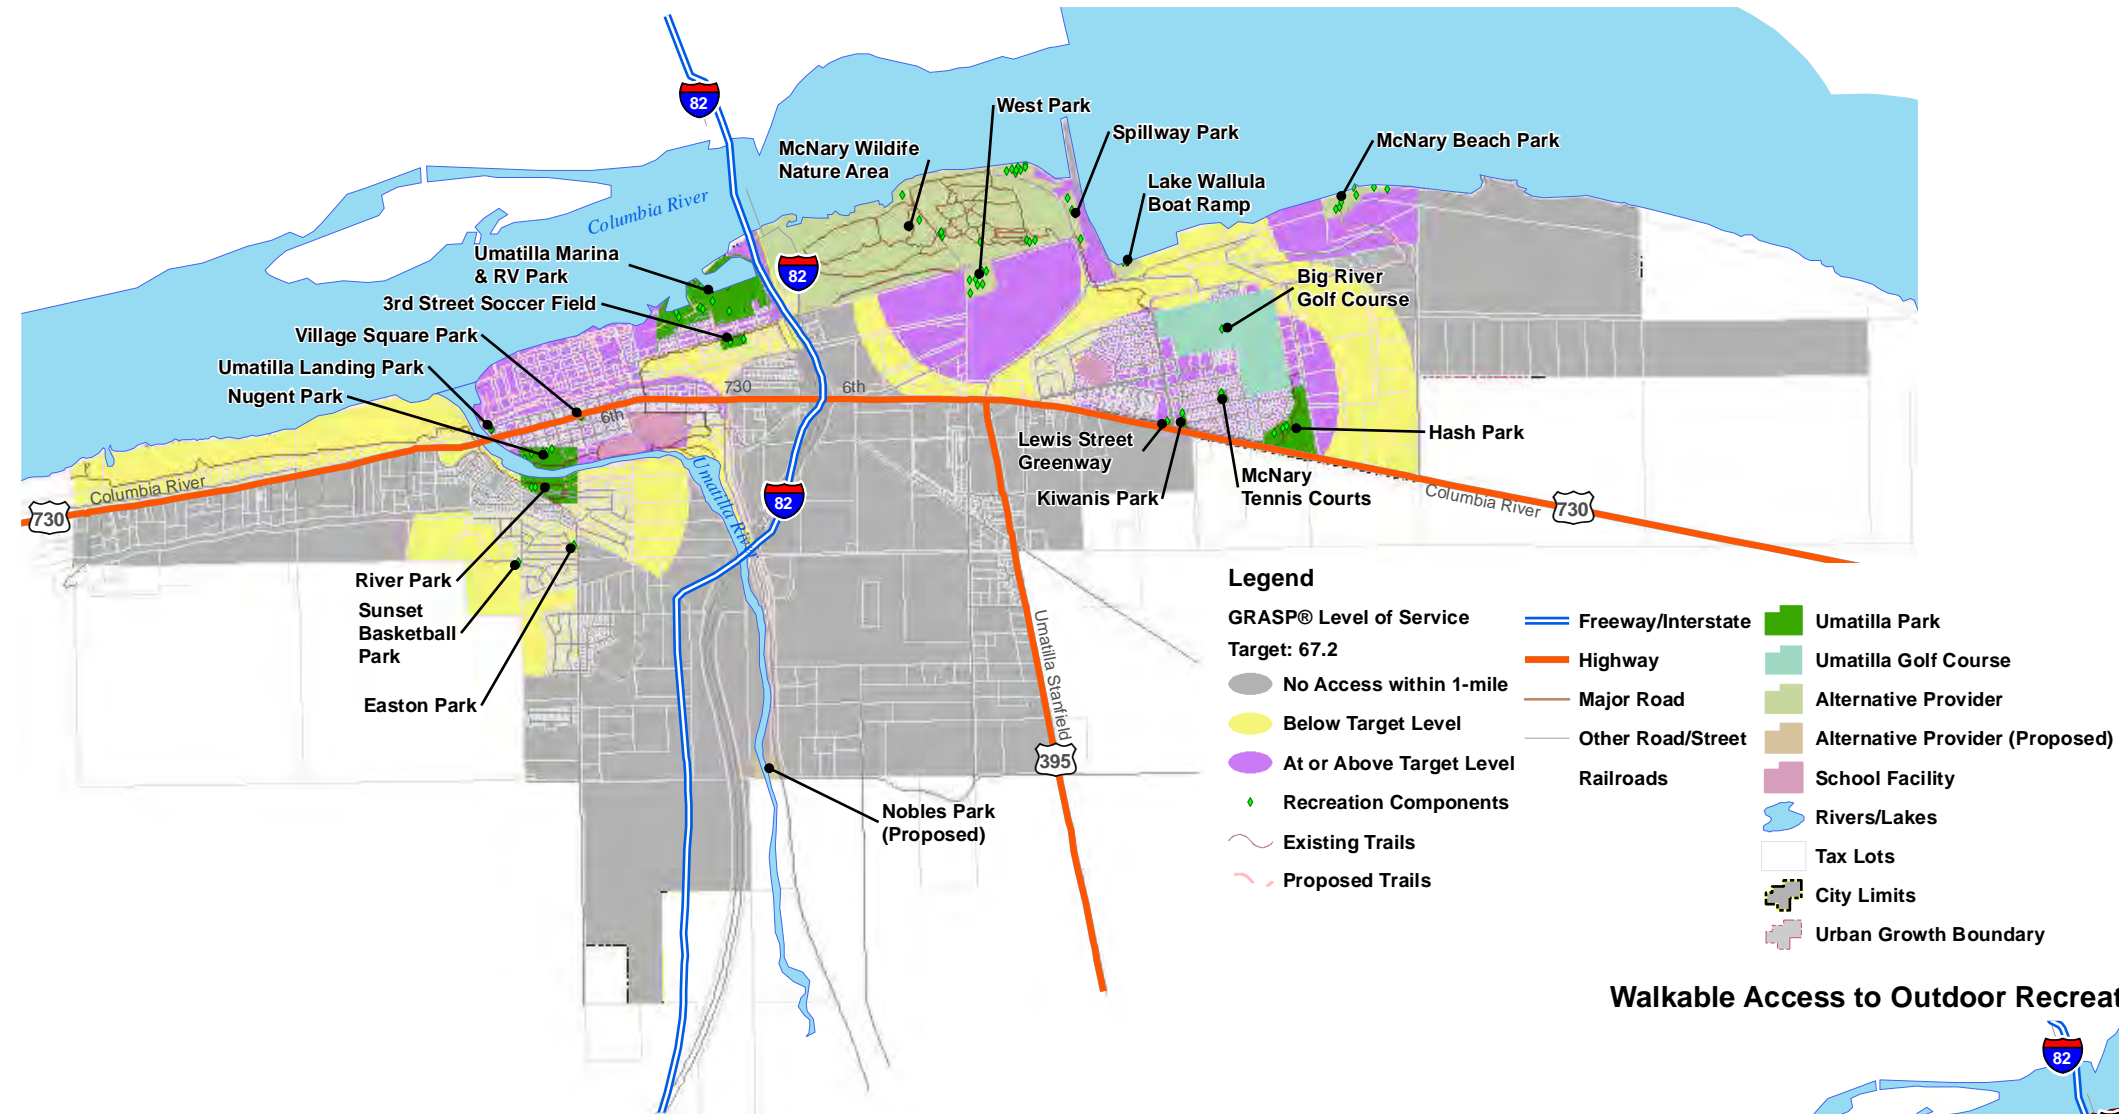 82
West Park
Spillway Park
McNary Beach Park
McNary Wildife
Nature Area
Lake Wallula
Boat Ramp
Columbia River
Umatilla Marina
& RV Park
82
Big River
Golf Course
3rd Street Soccer Field
Village Square Park
Umatilla Landing Park
Nugent Park
730
6th
6th
Lewis Street
Greenway
Hash Park
Kiwanis Park
McNary
Tennis Courts
Columbia River
730
Columbia River
730
Umatilla River
82
River Park
Sunset
Basketball
Park
Easton Park
Umatilla Stanfield
395
Nobles Park
(Proposed)
Legend
GRASP® Level of Service
Target: 67.2
No Access within 1-mile
Below Target Level
At or Above Target Level
Recreation Components
Existing Trails
Proposed Trails
Freeway/Interstate
Highway
Major Road
Other Road/Street
Railroads
Umatilla Park
Umatilla Golf Course
Alternative Provider
Alternative Provider (Proposed)
School Facility
Rivers/Lakes
Tax Lots
City Limits
Urban Growth Boundary
Walkable Access to Outdoor Recreat
82